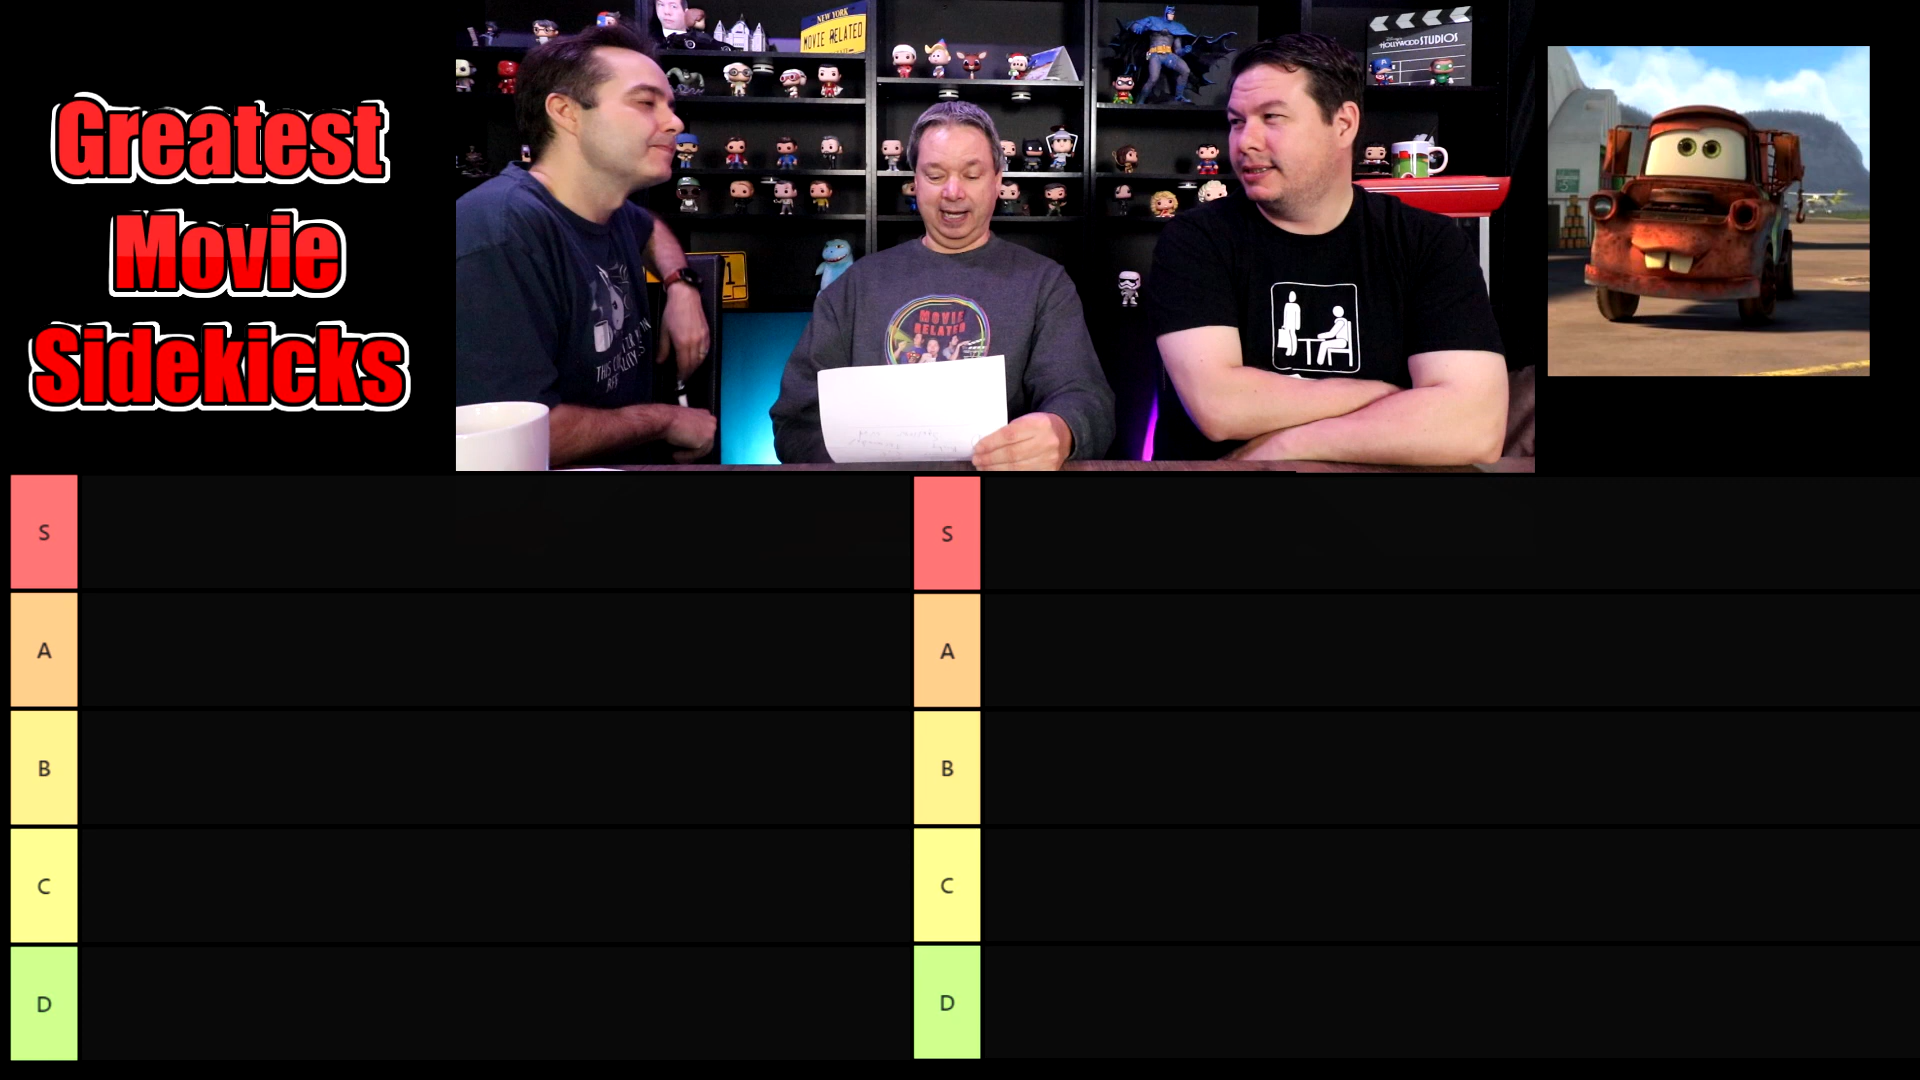 Greatest
Movie
Sidekicks
NEW YORK
MOVIE RELATED
HOLLYWOOD STUDIOS
MOVIE
RELATED
S
A
B
C
D
S
A
B
C
D